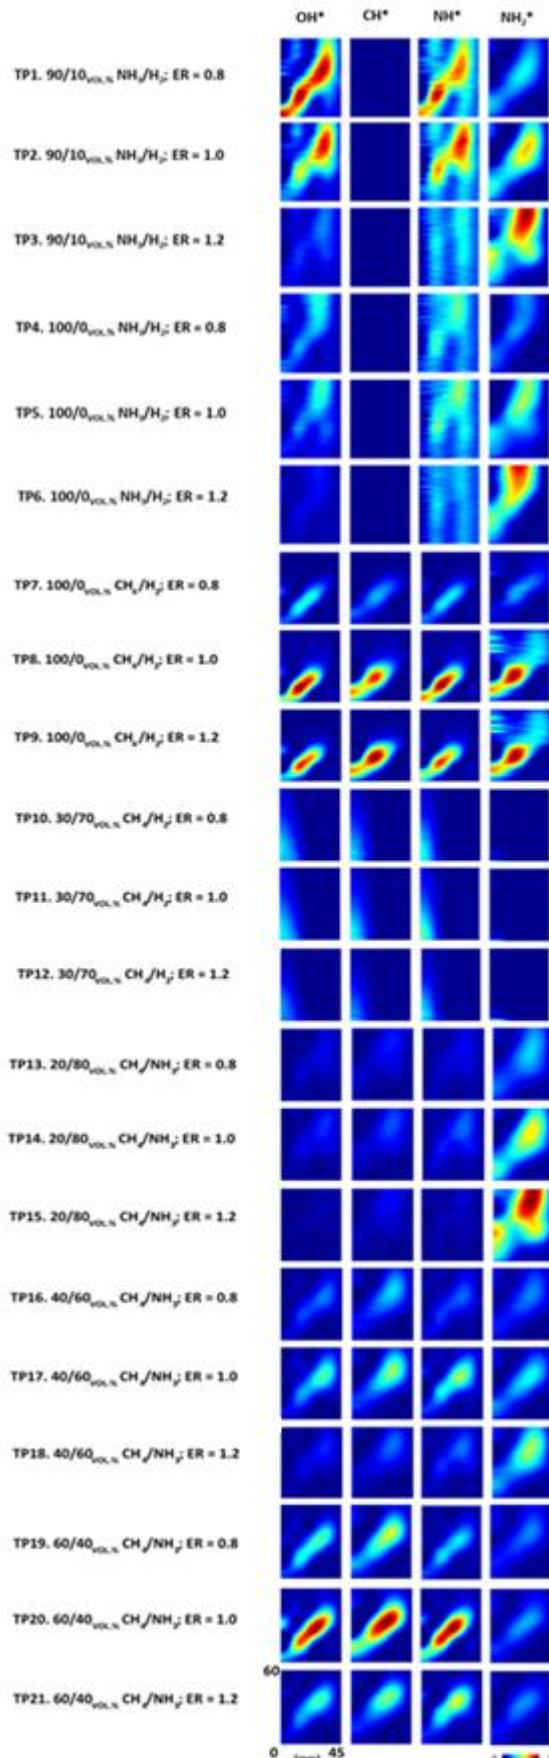 OH* CH* NH* NH₂*
TP1. 90/10VOL.% NH₃/H₂; ER = 0.8
TP2. 90/10VOL.% NH₃/H₂; ER = 1.0
TP3. 90/10VOL.% NH₃/H₂; ER = 1.2
TP4. 100/0VOL.% NH₃/H₂; ER = 0.8
TP5. 100/0VOL.% NH₃/H₂; ER = 1.0
TP6. 100/0VOL.% NH₃/H₂; ER = 1.2
TP7. 100/0VOL.% CH₄/H₂; ER = 0.8
TP8. 100/0VOL.% CH₄/H₂; ER = 1.0
TP9. 100/0VOL.% CH₄/H₂; ER = 1.2
TP10. 30/70VOL.% CH₄/H₂; ER = 0.8
TP11. 30/70VOL.% CH₄/H₂; ER = 1.0
TP12. 30/70VOL.% CH₄/H₂; ER = 1.2
TP13. 20/80VOL.% CH₄/NH₃; ER = 0.8
TP14. 20/80VOL.% CH₄/NH₃; ER = 1.0
TP15. 20/80VOL.% CH₄/NH₃; ER = 1.2
TP16. 40/60VOL.% CH₄/NH₃; ER = 0.8
TP17. 40/60VOL.% CH₄/NH₃; ER = 1.0
TP18. 40/60VOL.% CH₄/NH₃; ER = 1.2
TP19. 60/40VOL.% CH₄/NH₃; ER = 0.8
TP20. 60/40VOL.% CH₄/NH₃; ER = 1.0
60
TP21. 60/40VOL.% CH₄/NH₃; ER = 1.2
0 45